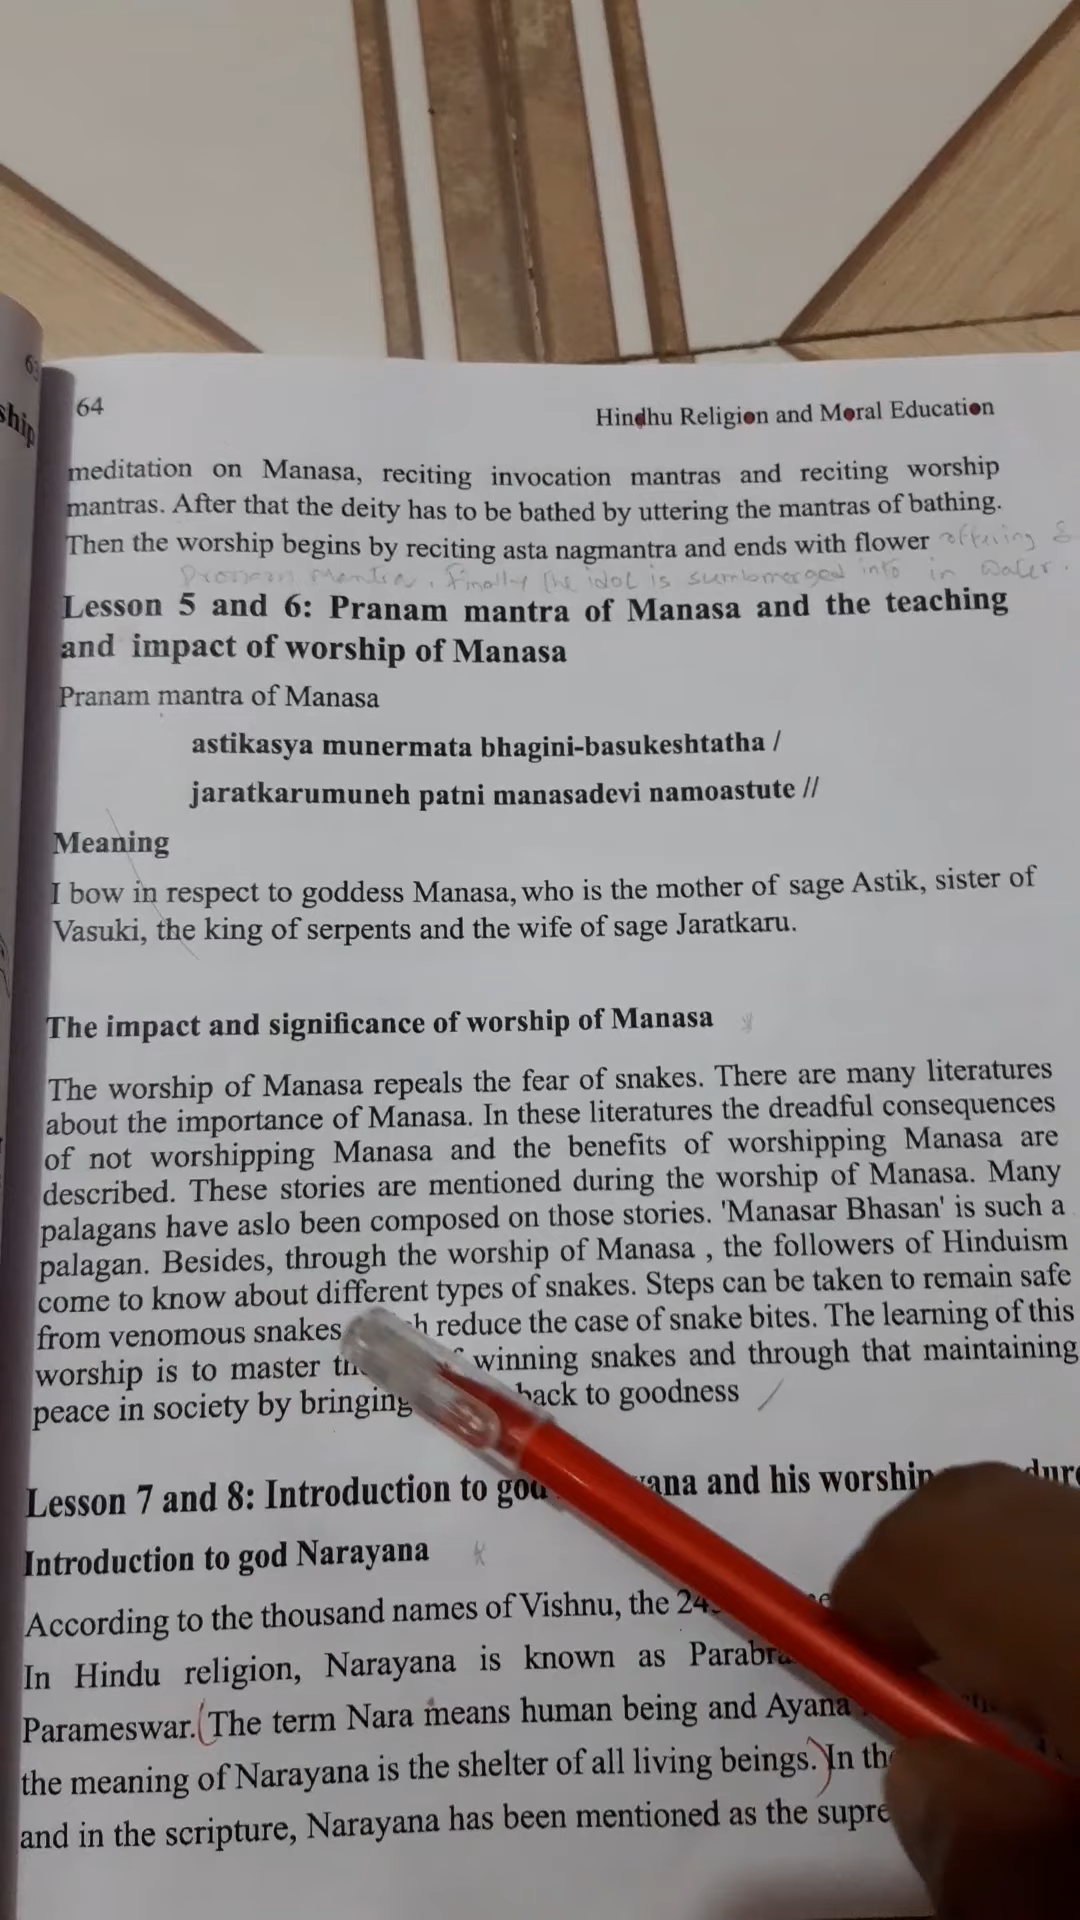 64
Hindhu Religion and Moral Education
ship
meditation on Manasa, reciting invocation mantras and reciting worship
mantras. After that the deity has to be bathed by uttering the mantras of bathing.
Then the worship begins by reciting asta nagmantra and ends with flower offering &
mantra. finally the idol is sumbmerged into in water.
Lesson 5 and 6: Pranam mantra of Manasa and the teaching
and impact of worship of Manasa
Pranam mantra of Manasa
astikasya munermata bhagini-basukeshtatha /
jaratkarumuneh patni manasadevi namoastute //
Meaning
I bow in respect to goddess Manasa, who is the mother of sage Astik, sister of
Vasuki, the king of serpents and the wife of sage Jaratkaru.
The impact and significance of worship of Manasa
The worship of Manasa repeals the fear of snakes. There are many literatures
about the importance of Manasa. In these literatures the dreadful consequences
of not worshipping Manasa and the benefits of worshipping Manasa are
described. These stories are mentioned during the worship of Manasa. Many
palagans have aslo been composed on those stories. 'Manasar Bhasan' is such a
palagan. Besides, through the worship of Manasa , the followers of Hinduism
come to know about different types of snakes. Steps can be taken to remain safe
from venomous snakes reduce the case of snake bites. The learning of this
worship is to master winning snakes and through that maintaining
peace in society by bringing back to goodness
Lesson 7 and 8: Introduction to god and his worship
Introduction to god Narayana
According to the thousand names of Vishnu, the
In Hindu religion, Narayana is known as
Parameswar. (The term Nara means human being and Ayana
the meaning of Narayana is the shelter of all living beings.) In
and in the scripture, Narayana has been mentioned as the